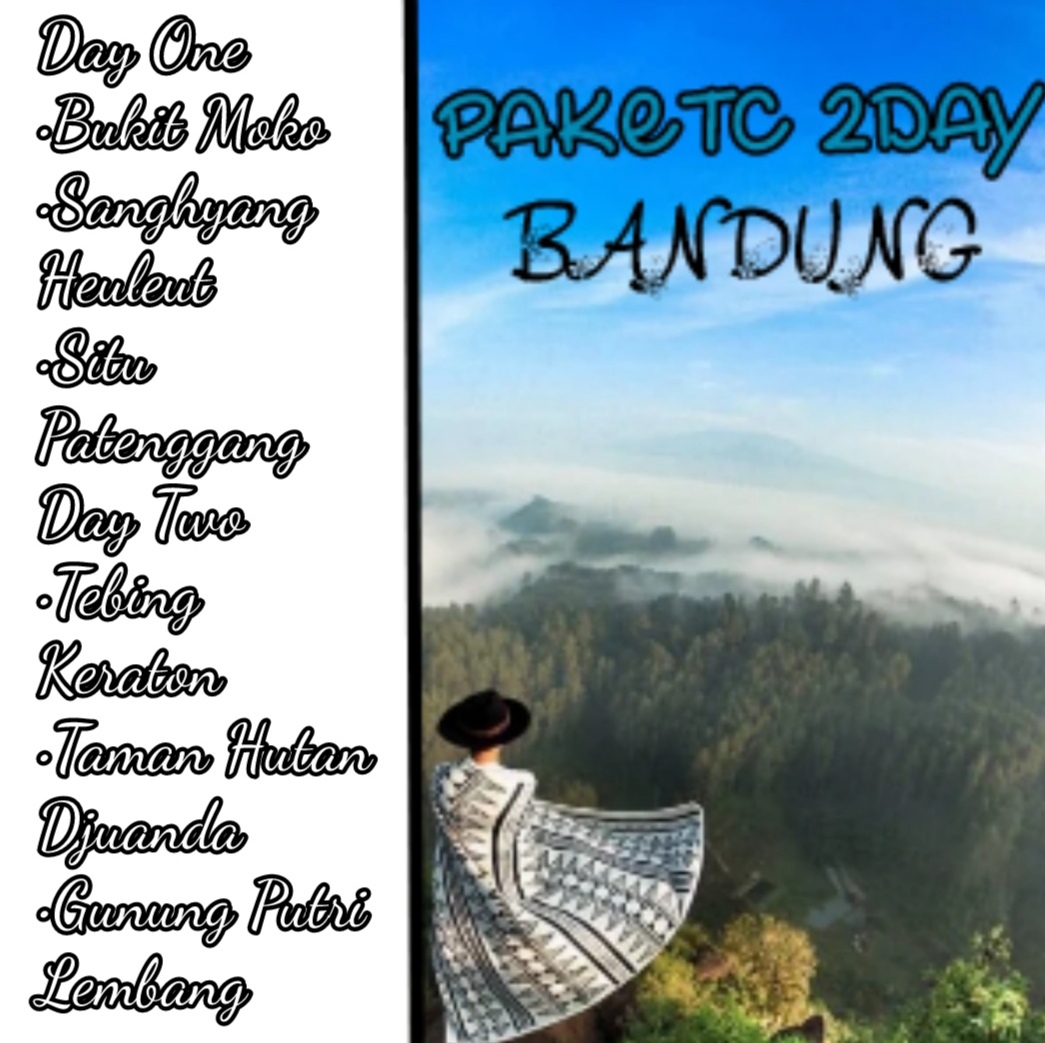 Day One
•Bukit Moko
•Sanghyang
Heuleut
•Situ
Patenggang
Day Two
•Tebing
Keraton
•Taman Hutan
Djuanda
•Gunung Putri
Lembang
PAKeTC 2DAY
BANDUNG